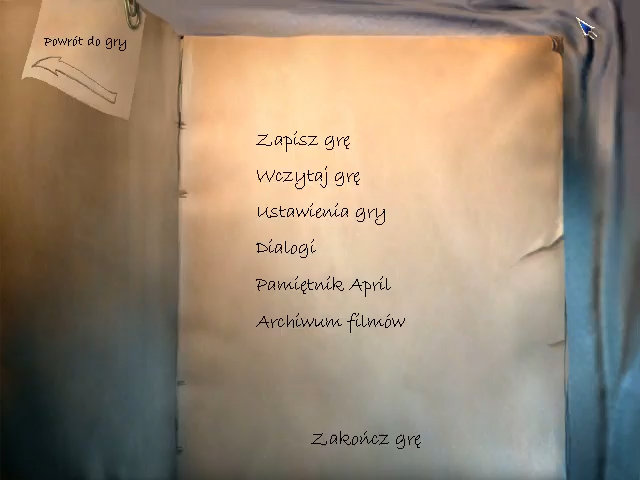 Powrót do gry
Zapisz grę
Wczytaj grę
Ustawienia gry
Dialogi
Pamiętnik April
Archiwum filmów
Zakończ grę